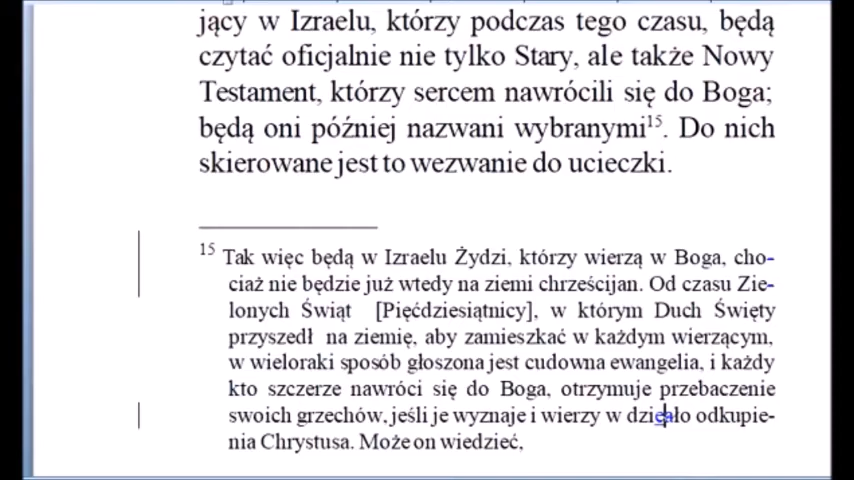 jący w Izraelu, którzy podczas tego czasu, będą
czytać oficjalnie nie tylko Stary, ale także Nowy
Testament, którzy sercem nawrócili się do Boga;
będą oni później nazwani wybranymi15. Do nich
skierowane jest to wezwanie do ucieczki.
15 Tak więc będą w Izraelu Żydzi, którzy wierzą w Boga, cho-
ciaż nie będzie już wtedy na ziemi chrześcijan. Od czasu Zie-
lonych Świąt [Pięćdziesiątnicy], w którym Duch Święty
przyszedł na ziemię, aby zamieszkać w każdym wierzącym,
w wieloraki sposób głoszona jest cudowna ewangelia, i każdy
kto szczerze nawróci się do Boga, otrzymuje przebaczenie
swoich grzechów, jeśli je wyznaje i wierzy w odkupie-
nia Chrystusa. Może on wiedzieć,